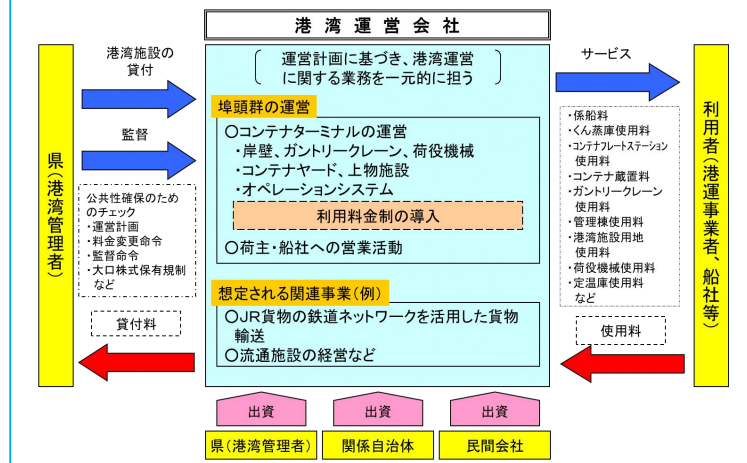 港湾運営会社
運営計画に基づき、港湾運営
に関する業務を一元的に担う
県(港湾管理者)
港湾施設の
貸付
監督
公共性確保のため
のチェック
・運営計画
・料金変更命令
・監督命令
・大口株式保有規制
など
貸付料
埠頭群の運営
○コンテナターミナルの運営
・岸壁、ガントリークレーン、荷役機械
・コンテナヤード、上物施設
・オペレーションシステム
利用料金制の導入
○荷主・船社への営業活動
想定される関連事業(例)
○JR貨物の鉄道ネットワークを活用した貨物
輸送
○流通施設の経営など
サービス
・係船料
・くん蒸庫使用料
・コンテナフレートステーション
使用料
・コンテナ蔵置料
・ガントリークレーン
使用料
・管理棟使用料
・港湾施設用地
使用料
・荷役機械使用料
・定温庫使用料
など
使用料
利用者(港運事業者、船社等)
出資
出資
出資
県(港湾管理者)
関係自治体
民間会社